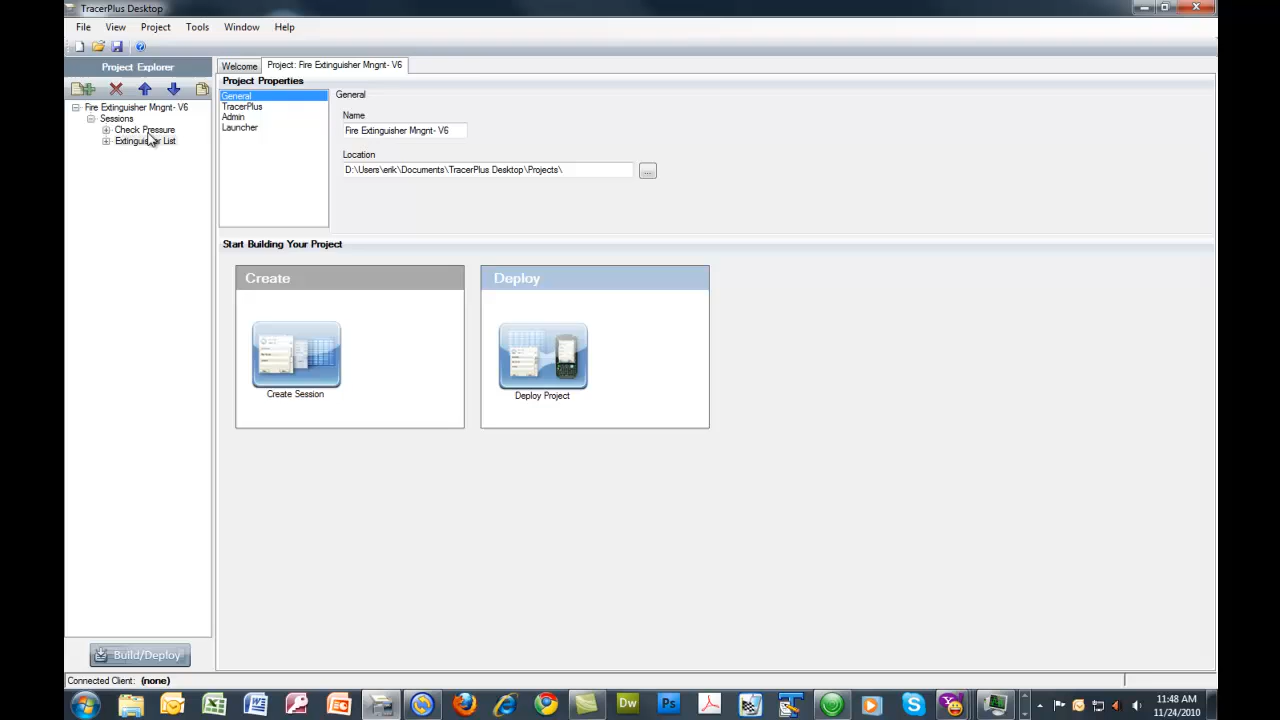 TracerPlus Desktop
File View Project Tools Window Help
Project Explorer
Welcome
Project: Fire Extinguisher Mngnt- V6
Project Properties
Fire Extinguisher Mngnt- V6
Sessions
Check Pressure
Extinguisher List
General
TracerPlus
Admin
Launcher
General
Name
Fire Extinguisher Mngnt- V6
Location
D:\Users\erik\Documents\TracerPlus Desktop\Projects\
...
Start Building Your Project
Create
Deploy
Create Session
Deploy Project
Build/Deploy
Connected Client: (none)
Dw
Ps
11:48 AM
11/24/2010